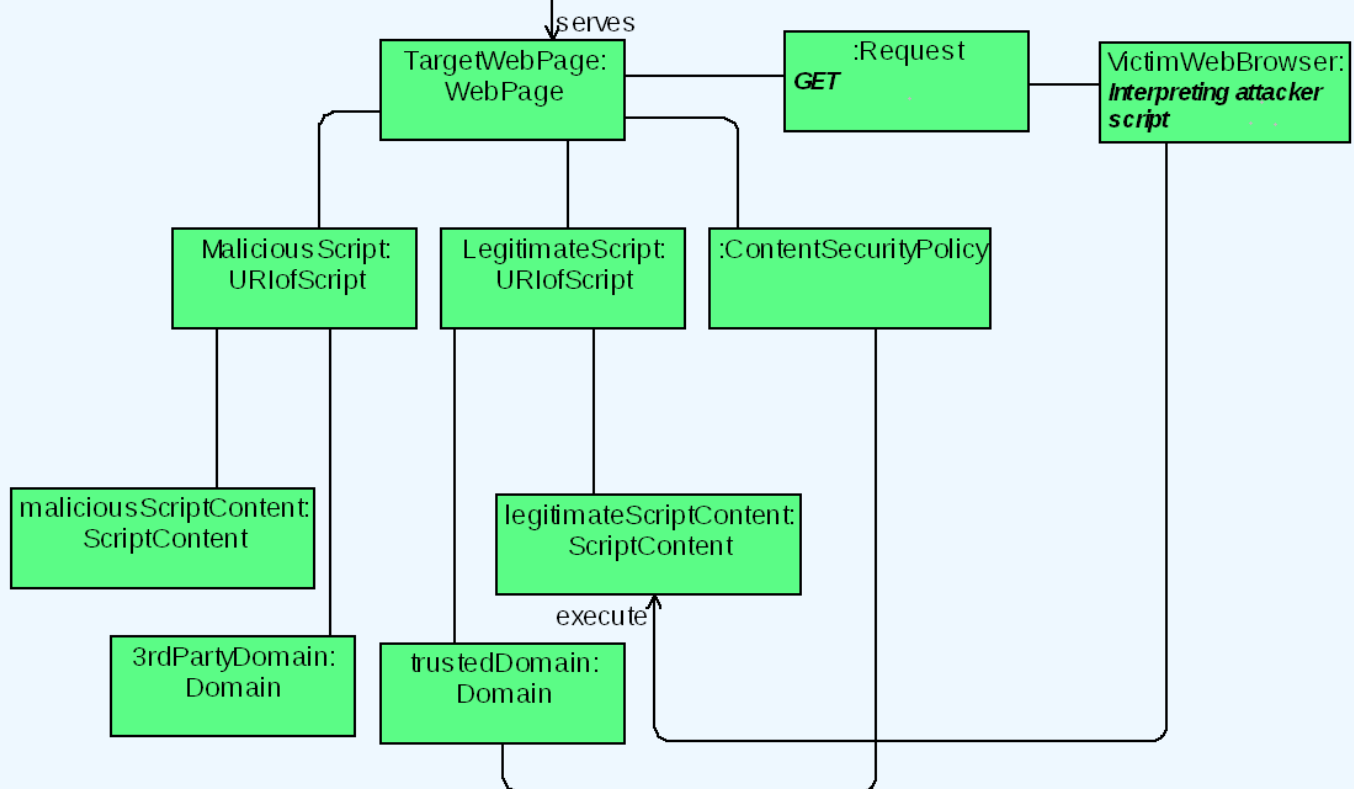 serves
TargetWebPage:
WebPage
:Request
GET
VictimWebBrowser:
Interpreting attacker
script
MaliciousScript:
URIofScript
LegitimateScript:
URIofScript
:ContentSecurityPolicy
maliciousScriptContent:
ScriptContent
legitimateScriptContent:
ScriptContent
execute
3rdPartyDomain:
Domain
trustedDomain:
Domain